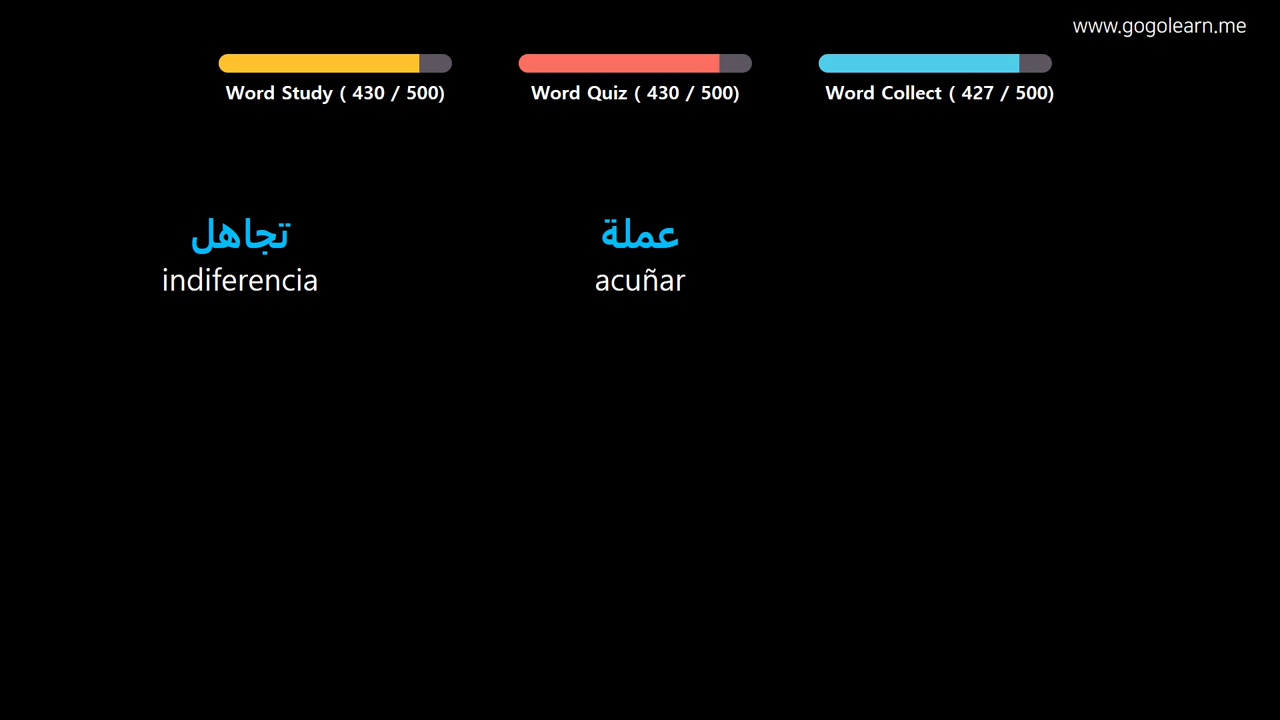 www.gogolearn.me
Word Study ( 430 / 500)
Word Quiz ( 430 / 500)
Word Collect ( 427 / 500)
تجاهل
indiferencia
عملة
acuñar